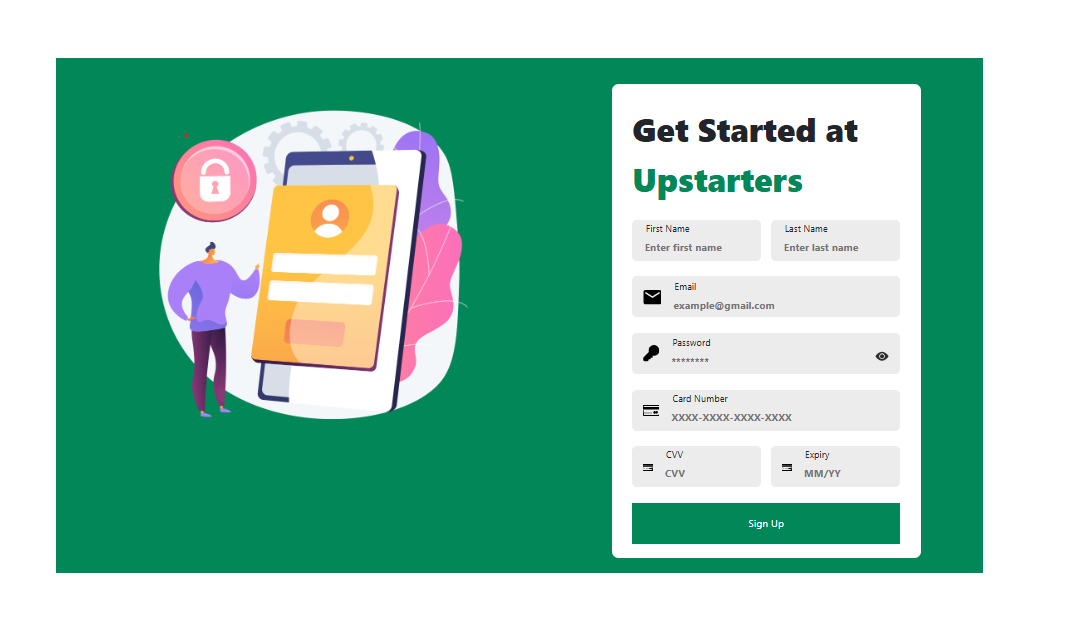 Get Started at
Upstarters
First Name
Enter first name
Last Name
Enter last name
Email
example@gmail.com
Password
********
Card Number
XXXX-XXXX-XXXX-XXXX
CVV
CVV
Expiry
MM/YY
Sign Up